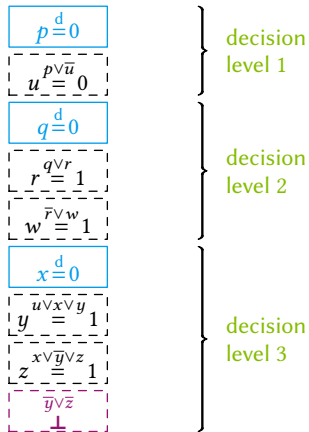 p d= 0
decision
level 1
u p∨u̅= 0
q d= 0
decision
level 2
r q∨r= 1
w r̅∨w= 1
x d= 0
y u∨x∨y= 1
decision
level 3
z x∨y̅∨z= 1
y̅∨z̅
⊥